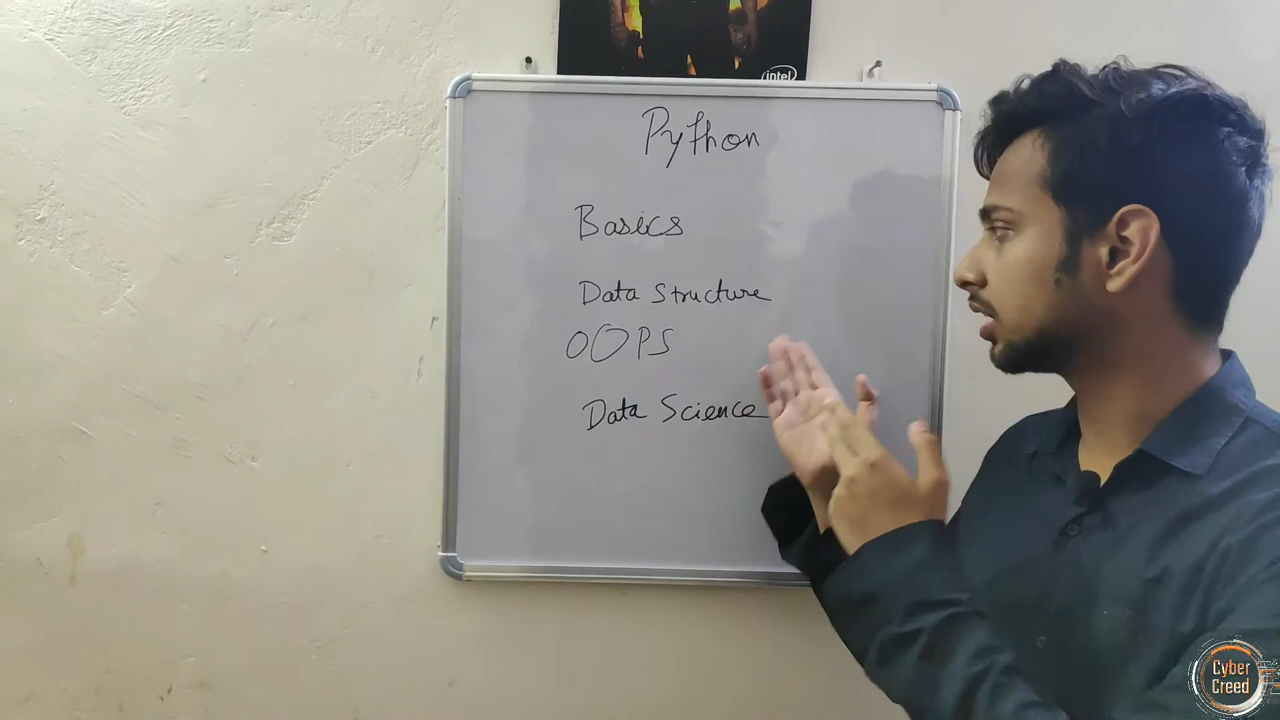 intel
Python
Basics
Data Structure
OOPS
Data Science
Cyber
Creed